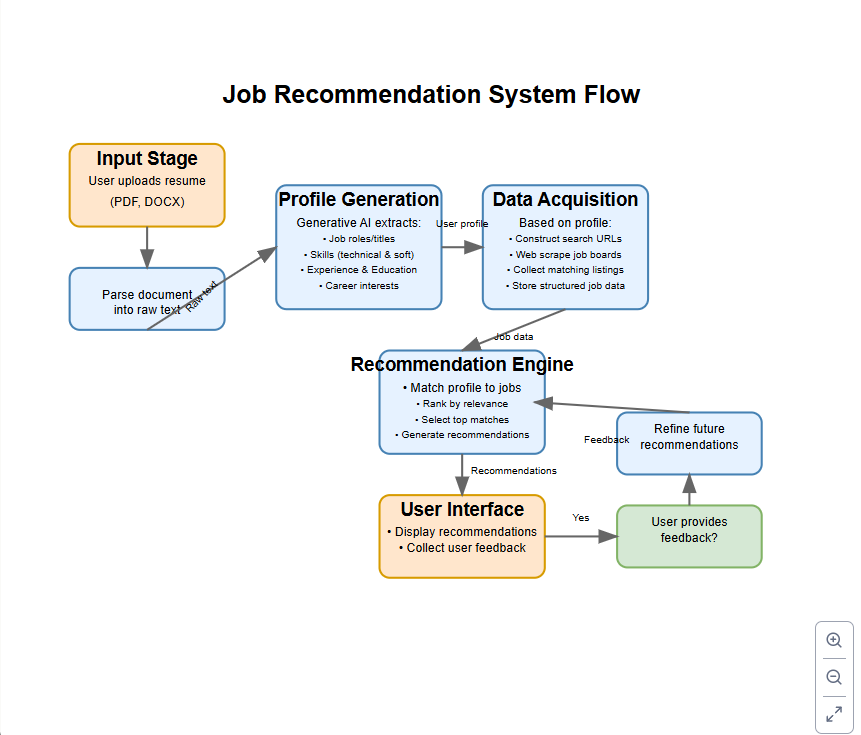 Job Recommendation System Flow
Input Stage
User uploads resume
(PDF, DOCX)
Parse document
into raw text
Raw text
Profile Generation
Generative AI extracts:
• Job roles/titles
• Skills (technical & soft)
• Experience & Education
• Career interests
User profile
Data Acquisition
Based on profile:
• Construct search URLs
• Web scrape job boards
• Collect matching listings
• Store structured job data
Job data
Recommendation Engine
• Match profile to jobs
• Rank by relevance
• Select top matches
• Generate recommendations
Recommendations
User Interface
• Display recommendations
• Collect user feedback
Yes
User provides
feedback?
Refine future
recommendations
Feedback